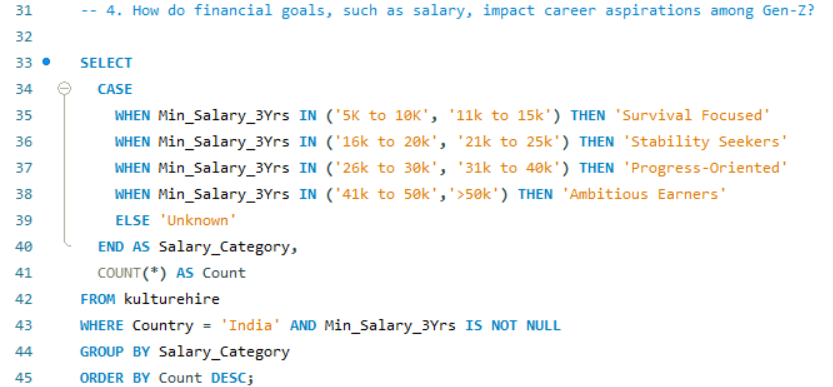 31 -- 4. How do financial goals, such as salary, impact career aspirations among Gen-Z?
32
33 SELECT
34 CASE
35 WHEN Min_Salary_3Yrs IN ('5K to 10K', '11k to 15k') THEN 'Survival Focused'
36 WHEN Min_Salary_3Yrs IN ('16k to 20k', '21k to 25k') THEN 'Stability Seekers'
37 WHEN Min_Salary_3Yrs IN ('26k to 30k', '31k to 40k') THEN 'Progress-Oriented'
38 WHEN Min_Salary_3Yrs IN ('41k to 50k','>50k') THEN 'Ambitious Earners'
39 ELSE 'Unknown'
40 END AS Salary_Category,
41 COUNT(*) AS Count
42 FROM kulturehire
43 WHERE Country = 'India' AND Min_Salary_3Yrs IS NOT NULL
44 GROUP BY Salary_Category
45 ORDER BY Count DESC;